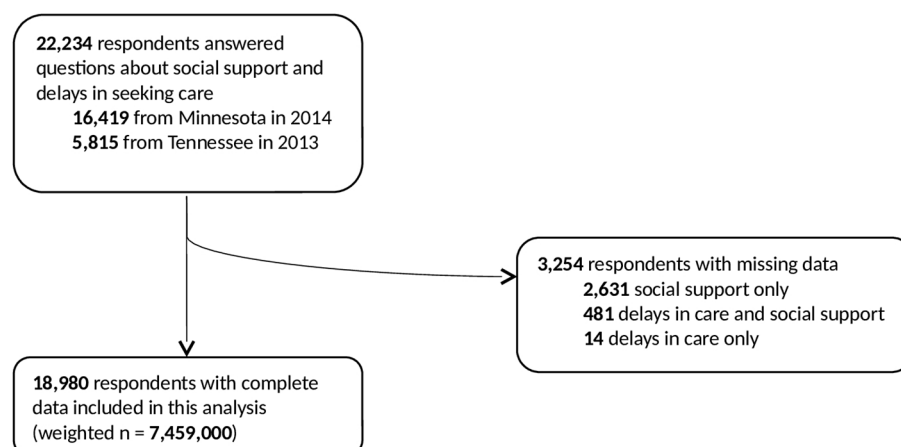 22,234 respondents answered
questions about social support and
delays in seeking care
16,419 from Minnesota in 2014
5,815 from Tennessee in 2013
3,254 respondents with missing data
2,631 social support only
481 delays in care and social support
14 delays in care only
18,980 respondents with complete
data included in this analysis
(weighted n = 7,459,000)